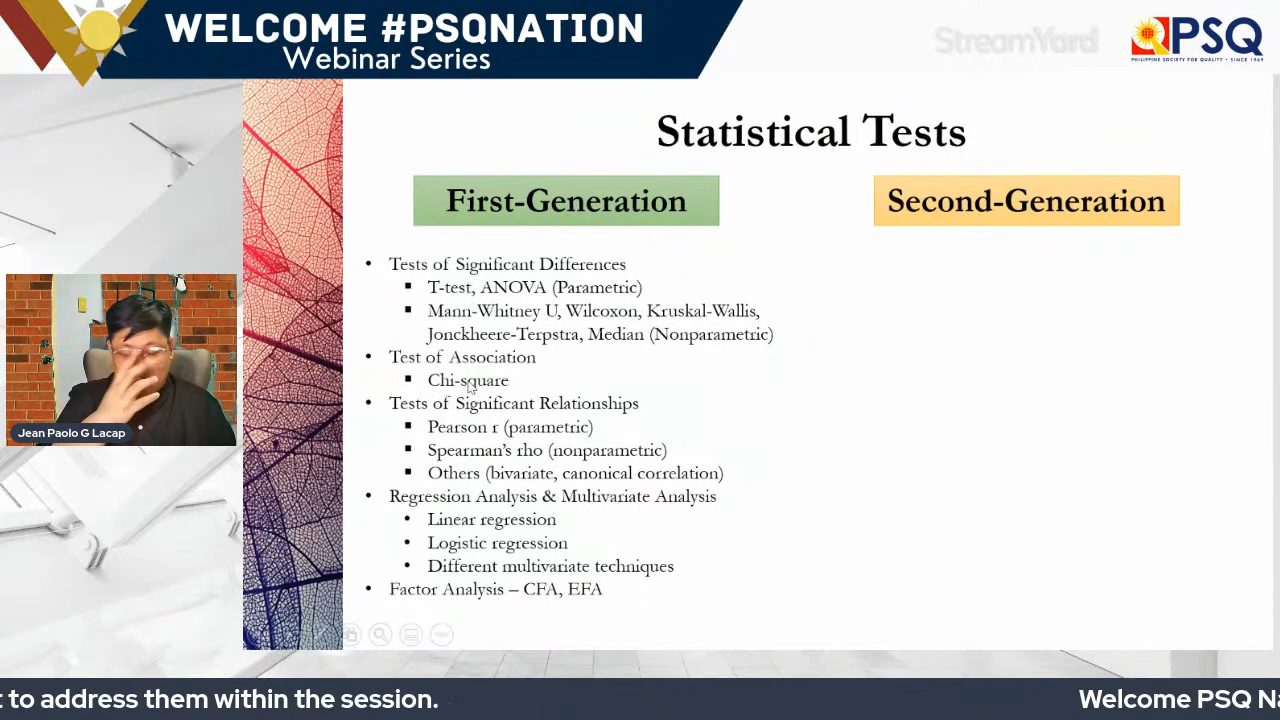 WELCOME #PSQNATION
Webinar Series
StreamYard
PSQ
PHILIPPINE SOCIETY FOR QUALITY • SINCE 1969
Statistical Tests
First-Generation
Second-Generation
• Tests of Significant Differences
▪ T-test, ANOVA (Parametric)
▪ Mann-Whitney U, Wilcoxon, Kruskal-Wallis,
Jonckheere-Terpstra, Median (Nonparametric)
• Test of Association
▪ Chi-square
• Tests of Significant Relationships
▪ Pearson r (parametric)
▪ Spearman's rho (nonparametric)
▪ Others (bivariate, canonical correlation)
• Regression Analysis & Multivariate Analysis
• Linear regression
• Logistic regression
• Different multivariate techniques
• Factor Analysis – CFA, EFA
Jean Paolo G Lacap
to address them within the session.
Welcome PSQ